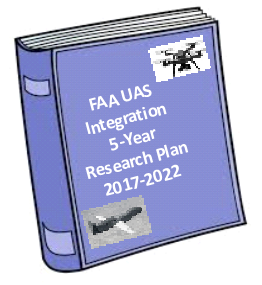 FAA UAS
Integration
5-Year
Research Plan
2017-2022